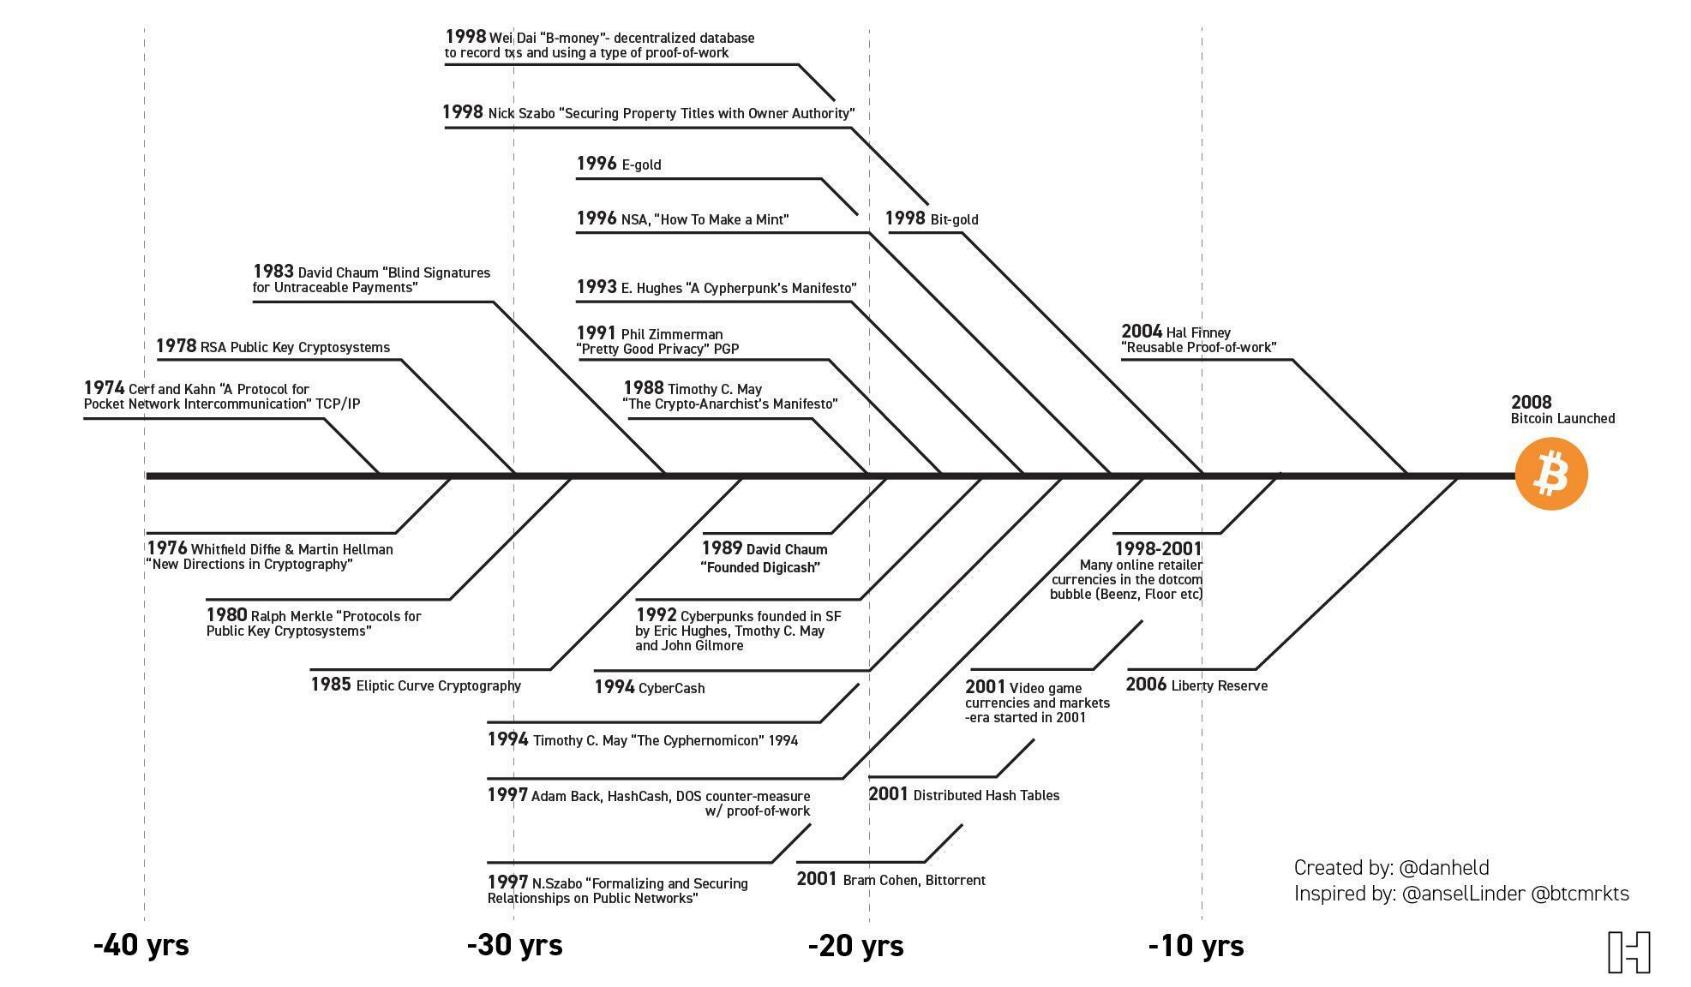 1998 Wei Dai “B-money”- decentralized database
to record txs and using a type of proof-of-work
1998 Nick Szabo “Securing Property Titles with Owner Authority”
1996 E-gold
1996 NSA, “How To Make a Mint”
1998 Bit-gold
1983 David Chaum “Blind Signatures
for Untraceable Payments”
1993 E. Hughes “A Cypherpunk’s Manifesto”
1991 Phil Zimmerman
“Pretty Good Privacy” PGP
2004 Hal Finney
“Reusable Proof-of-work”
1978 RSA Public Key Cryptosystems
1974 Cerf and Kahn “A Protocol for
Pocket Network Intercommunication” TCP/IP
1988 Timothy C. May
“The Crypto-Anarchist’s Manifesto”
2008
Bitcoin Launched
1976 Whitfield Diffie & Martin Hellman
“New Directions in Cryptography”
1989 David Chaum
“Founded Digicash”
1998-2001
Many online retailer
currencies in the dotcom
bubble (Beenz, Floor etc)
1980 Ralph Merkle “Protocols for
Public Key Cryptosystems”
1992 Cyberpunks founded in SF
by Eric Hughes, Tmothy C. May
and John Gilmore
1985 Eliptic Curve Cryptography
1994 CyberCash
2001 Video game
currencies and markets
-era started in 2001
2006 Liberty Reserve
1994 Timothy C. May “The Cyphernomicon” 1994
1997 Adam Back, HashCash, DOS counter-measure
w/ proof-of-work
2001 Distributed Hash Tables
1997 N.Szabo “Formalizing and Securing
Relationships on Public Networks”
2001 Bram Cohen, Bittorrent
Created by: @danheld
Inspired by: @anselLinder @btcmrkts
-40 yrs
-30 yrs
-20 yrs
-10 yrs